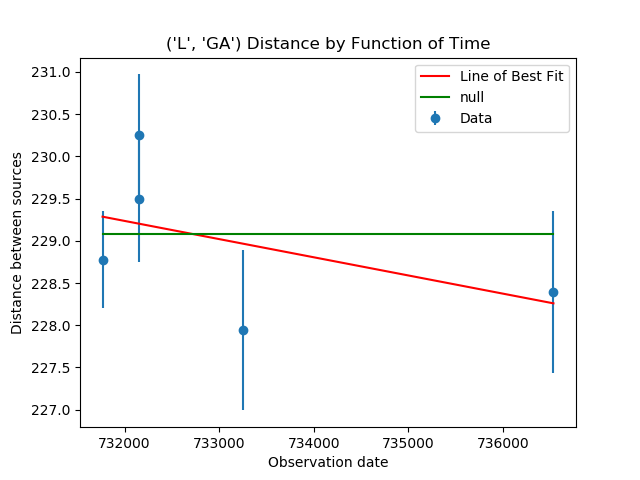 ('L', 'GA') Distance by Function of Time
Line of Best Fit
null
Data
Distance between sources
231.0
230.5
230.0
229.5
229.0
228.5
228.0
227.5
227.0
732000 733000 734000 735000 736000
Observation date